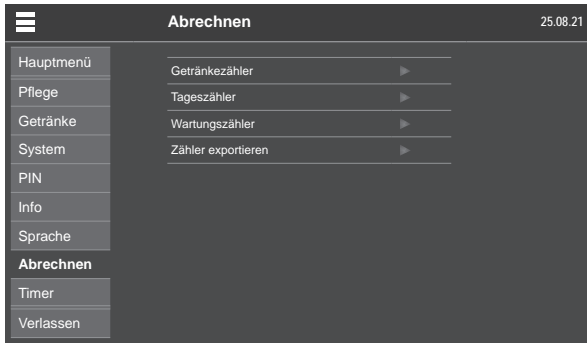 Abrechnen
25.08.21
Hauptmenü
Pflege
Getränke
System
PIN
Info
Sprache
Abrechnen
Timer
Verlassen
Getränkezähler
Tageszähler
Wartungszähler
Zähler exportieren